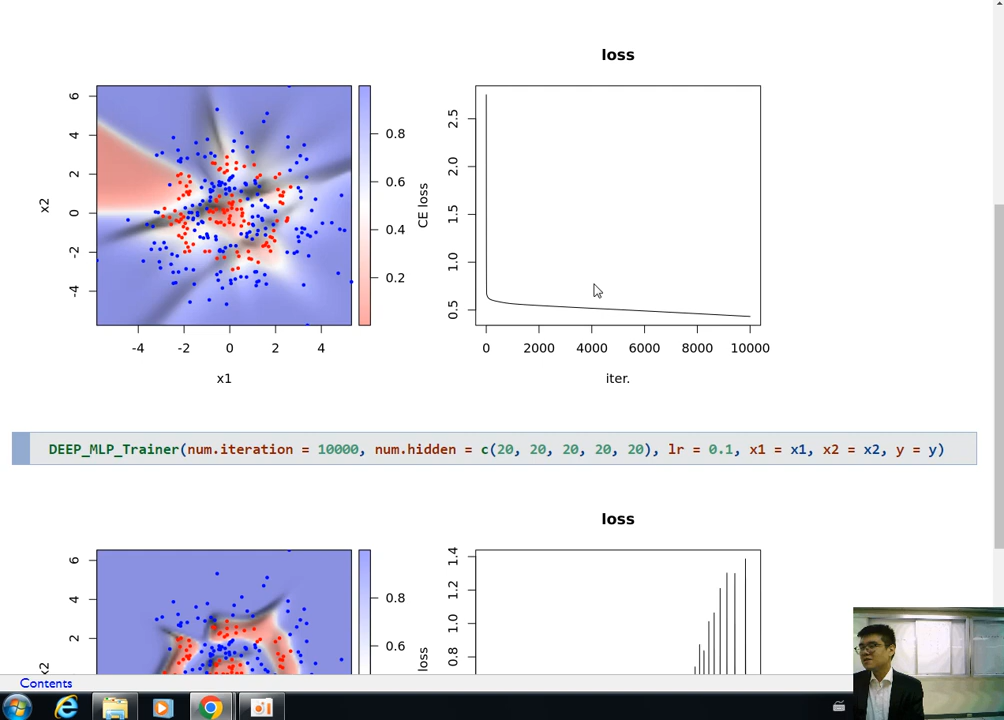 loss
6
4
2
0
-2
-4
x2
-4 -2 0 2 4
x1
0.8
0.6
0.4
0.2
CE loss
2.5
2.0
1.5
1.0
0.5
0 2000 4000 6000 8000 10000
iter.
DEEP_MLP_Trainer(num.iteration = 10000, num.hidden = c(20, 20, 20, 20, 20), lr = 0.1, x1 = x1, x2 = x2, y = y)
loss
6
4
2
x2
0.8
0.6
loss
1.4
1.2
1.0
0.8
Contents